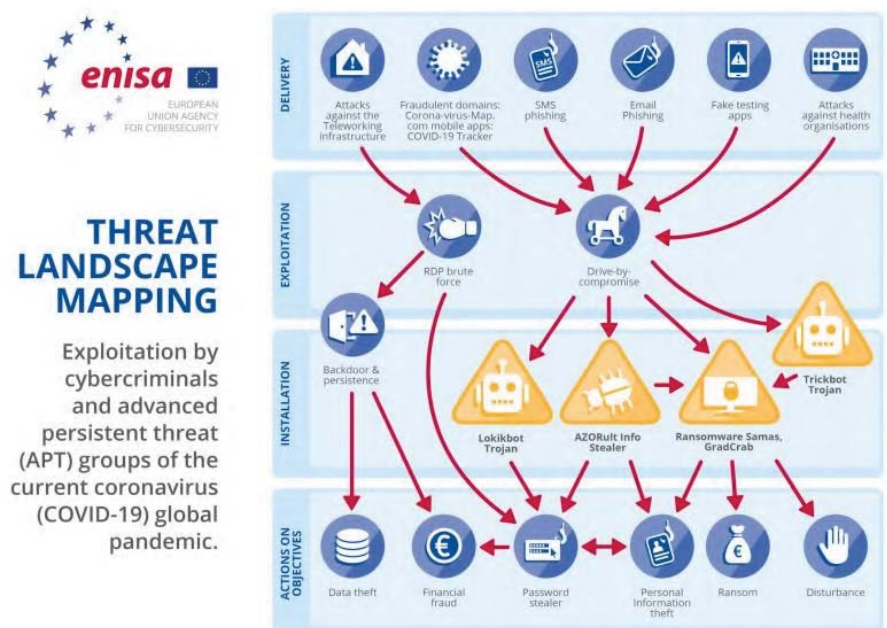 enisa
EUROPEAN
UNION AGENCY
FOR CYBERSECURITY
THREAT
LANDSCAPE
MAPPING
Exploitation by
cybercriminals
and advanced
persistent threat
(APT) groups of the
current coronavirus
(COVID-19) global
pandemic.
DELIVERY
Attacks
against the
Teleworking
infrastructure
Fraudulent domains:
Corona-virus-Map.
com mobile apps:
COVID-19 Tracker
SMS
SMS
phishing
Email
Phishing
Fake testing
apps
Attacks
against health
organisations
EXPLOITATION
RDP brute
force
Drive-by-
compromise
INSTALLATION
Backdoor &
persistence
Lokikbot
Trojan
AZORult Info
Stealer
Ransomware Samas,
GradCrab
Trickbot
Trojan
ACTIONS ON
OBJECTIVES
Data theft
€
Financial
fraud
Password
stealer
Personal
Information
theft
€
Ransom
Disturbance